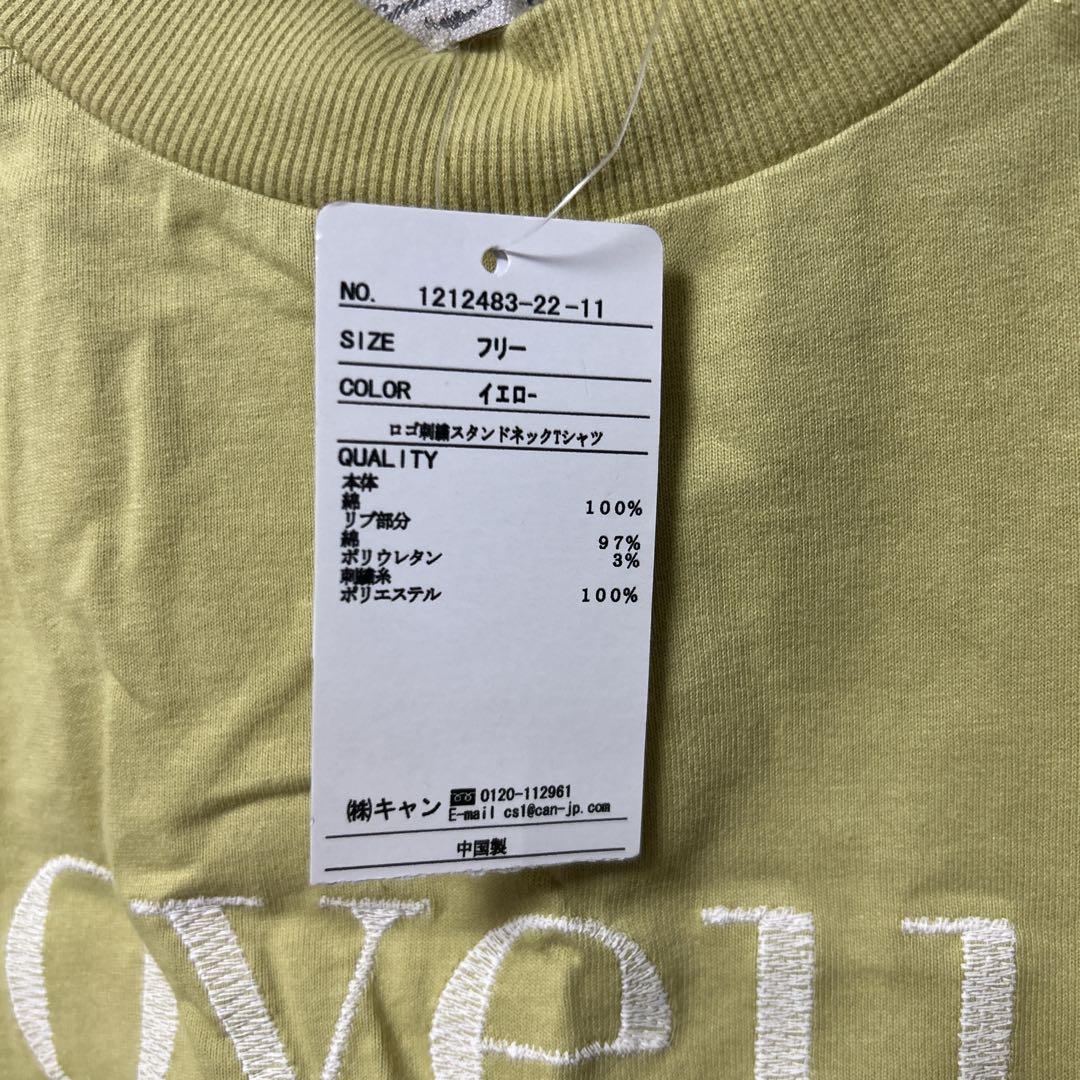 NO. 1212483-22-11
SIZE フリー
COLOR イエロー
ロゴ刺繍スタンドネックTシャツ
QUALITY
本体
綿 100%
リブ部分
綿 97%
ポリウレタン 3%
刺繍糸
ポリエステル 100%
㈱キャン 0120-112961
E-mail cs1@can-jp.com
中国製